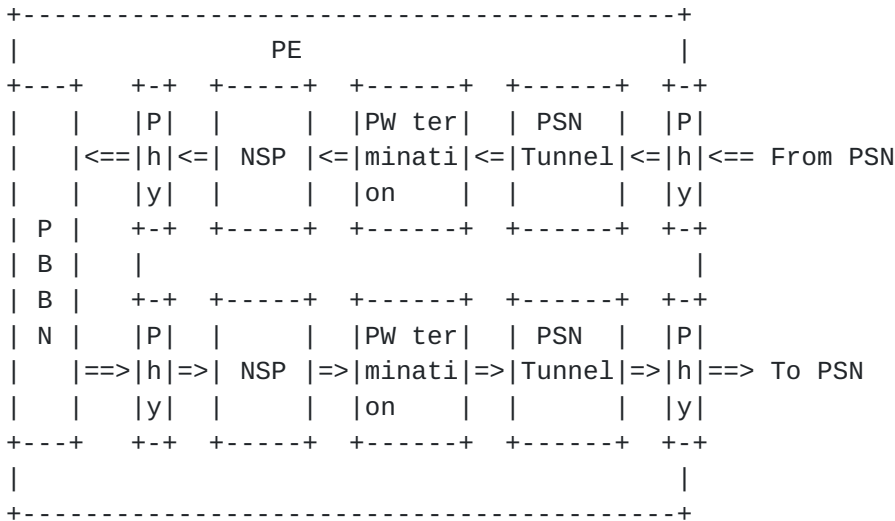 +------------------------------------------+
|                PE                        |
+---+   +-+  +-----+  +------+  +------+  +-+
|   |   |P|  |     |  |PW ter|  | PSN  |  |P|
|   |<==|h|<=| NSP |<=|minati|<=|Tunnel|<=|h|<== From PSN
|   |   |y|  |     |  |on    |  |      |  |y|
| P |   +-+  +-----+  +------+  +------+  +-+
| B |   |                                   |
| B |   +-+  +-----+  +------+  +------+  +-+
| N |   |P|  |     |  |PW ter|  | PSN  |  |P|
|   |==>|h|=>| NSP |=>|minati|=>|Tunnel|=>|h|==> To PSN
|   |   |y|  |     |  |on    |  |      |  |y|
+---+   +-+  +-----+  +------+  +------+  +-+
|                                          |
+------------------------------------------+